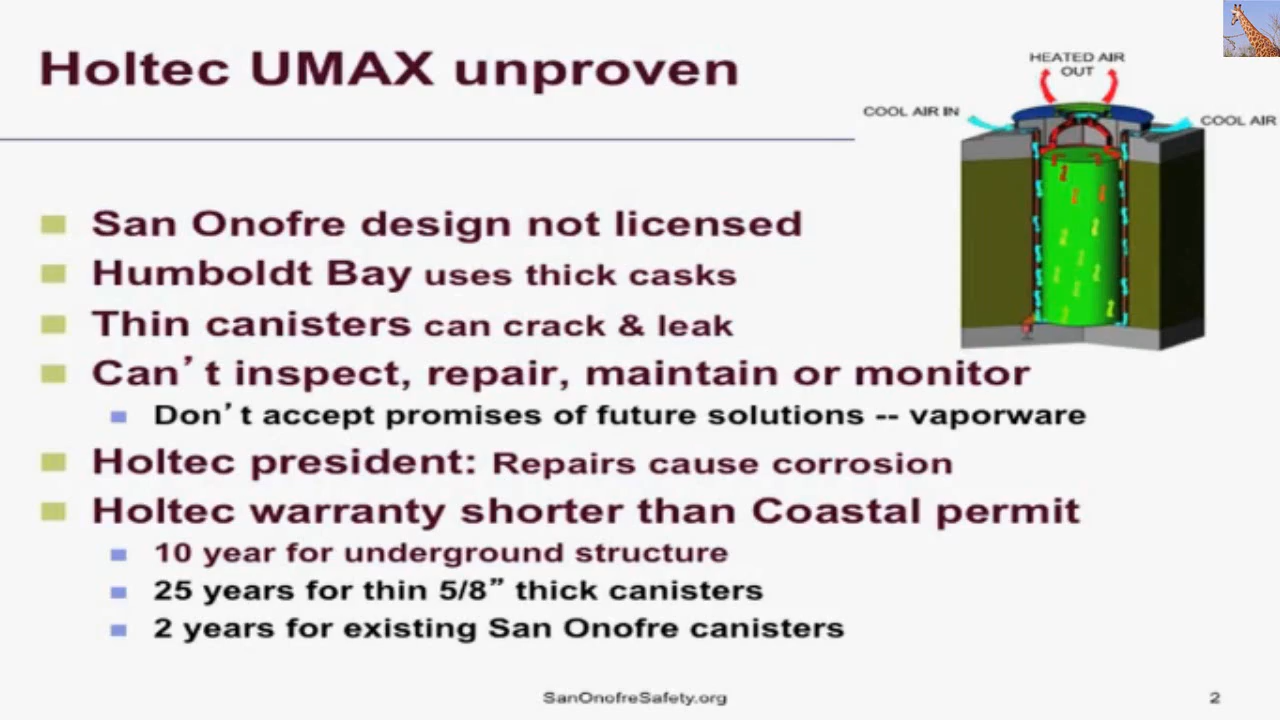 Holtec UMAX unproven
HEATED AIR
OUT
COOL AIR IN
COOL AIR
San Onofre design not licensed
Humboldt Bay uses thick casks
Thin canisters can crack & leak
Can’t inspect, repair, maintain or monitor
Don’t accept promises of future solutions -- vaporware
Holtec president: Repairs cause corrosion
Holtec warranty shorter than Coastal permit
10 year for underground structure
25 years for thin 5/8” thick canisters
2 years for existing San Onofre canisters
SanOnofreSafety.org
2